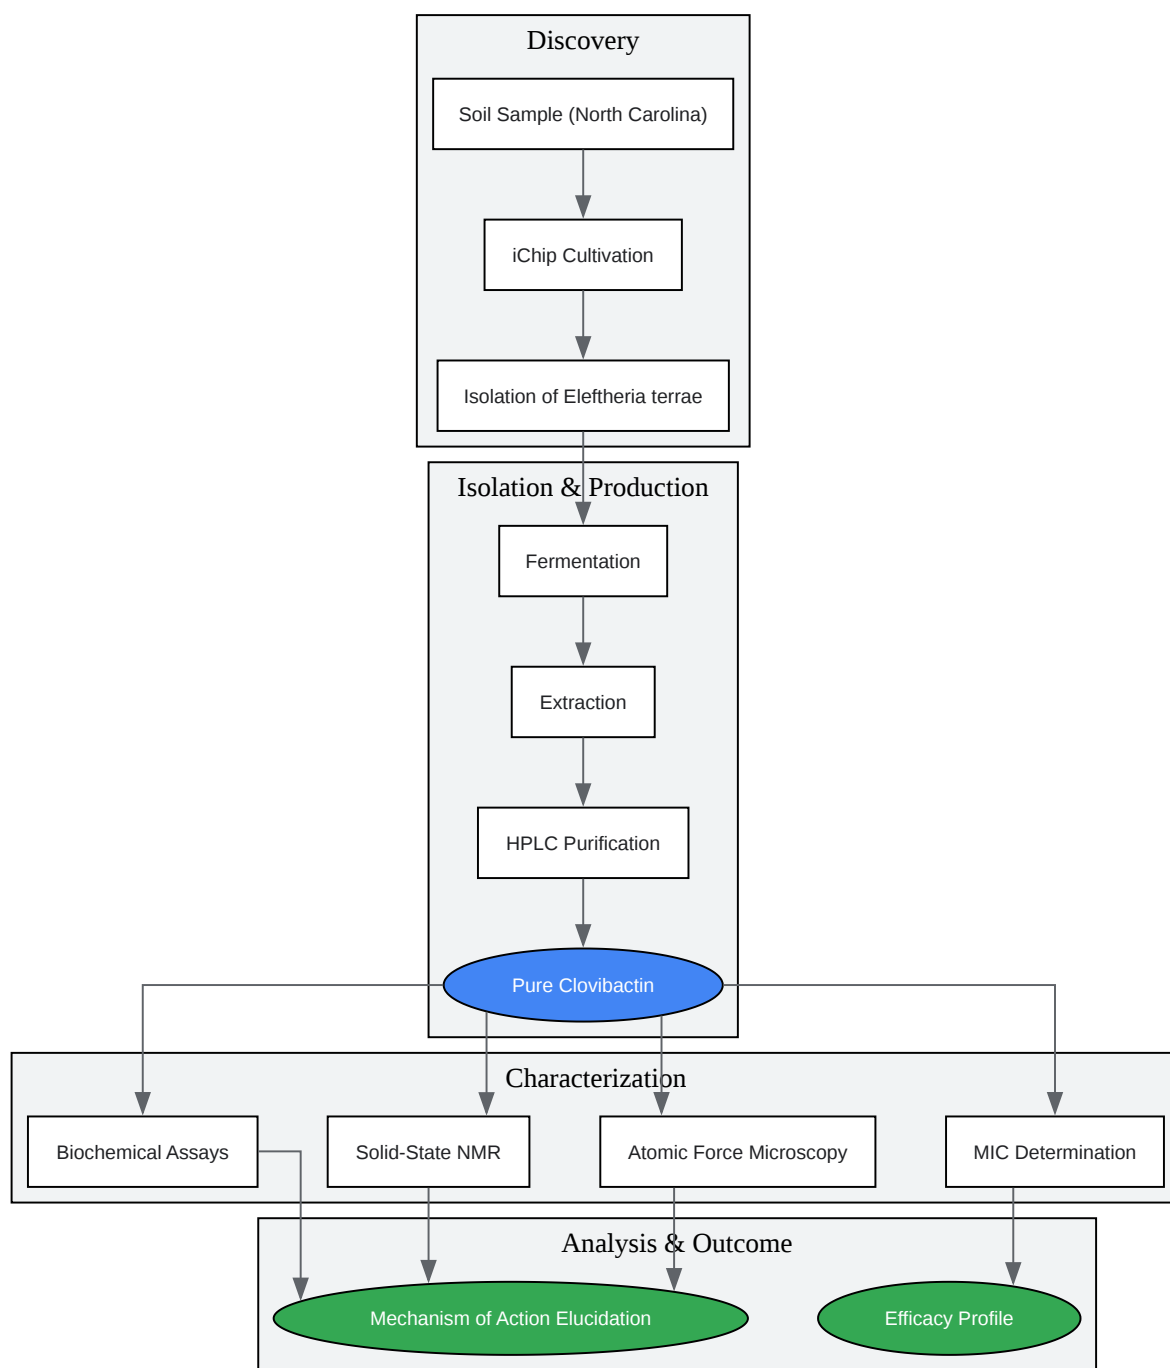 Discovery
Soil Sample (North Carolina)
iChip Cultivation
Isolation of Eleftheria terrae
Isolation & Production
Fermentation
Extraction
HPLC Purification
Pure Clovibactin
Characterization
Biochemical Assays
Solid-State NMR
Atomic Force Microscopy
MIC Determination
Analysis & Outcome
Mechanism of Action Elucidation
Efficacy Profile